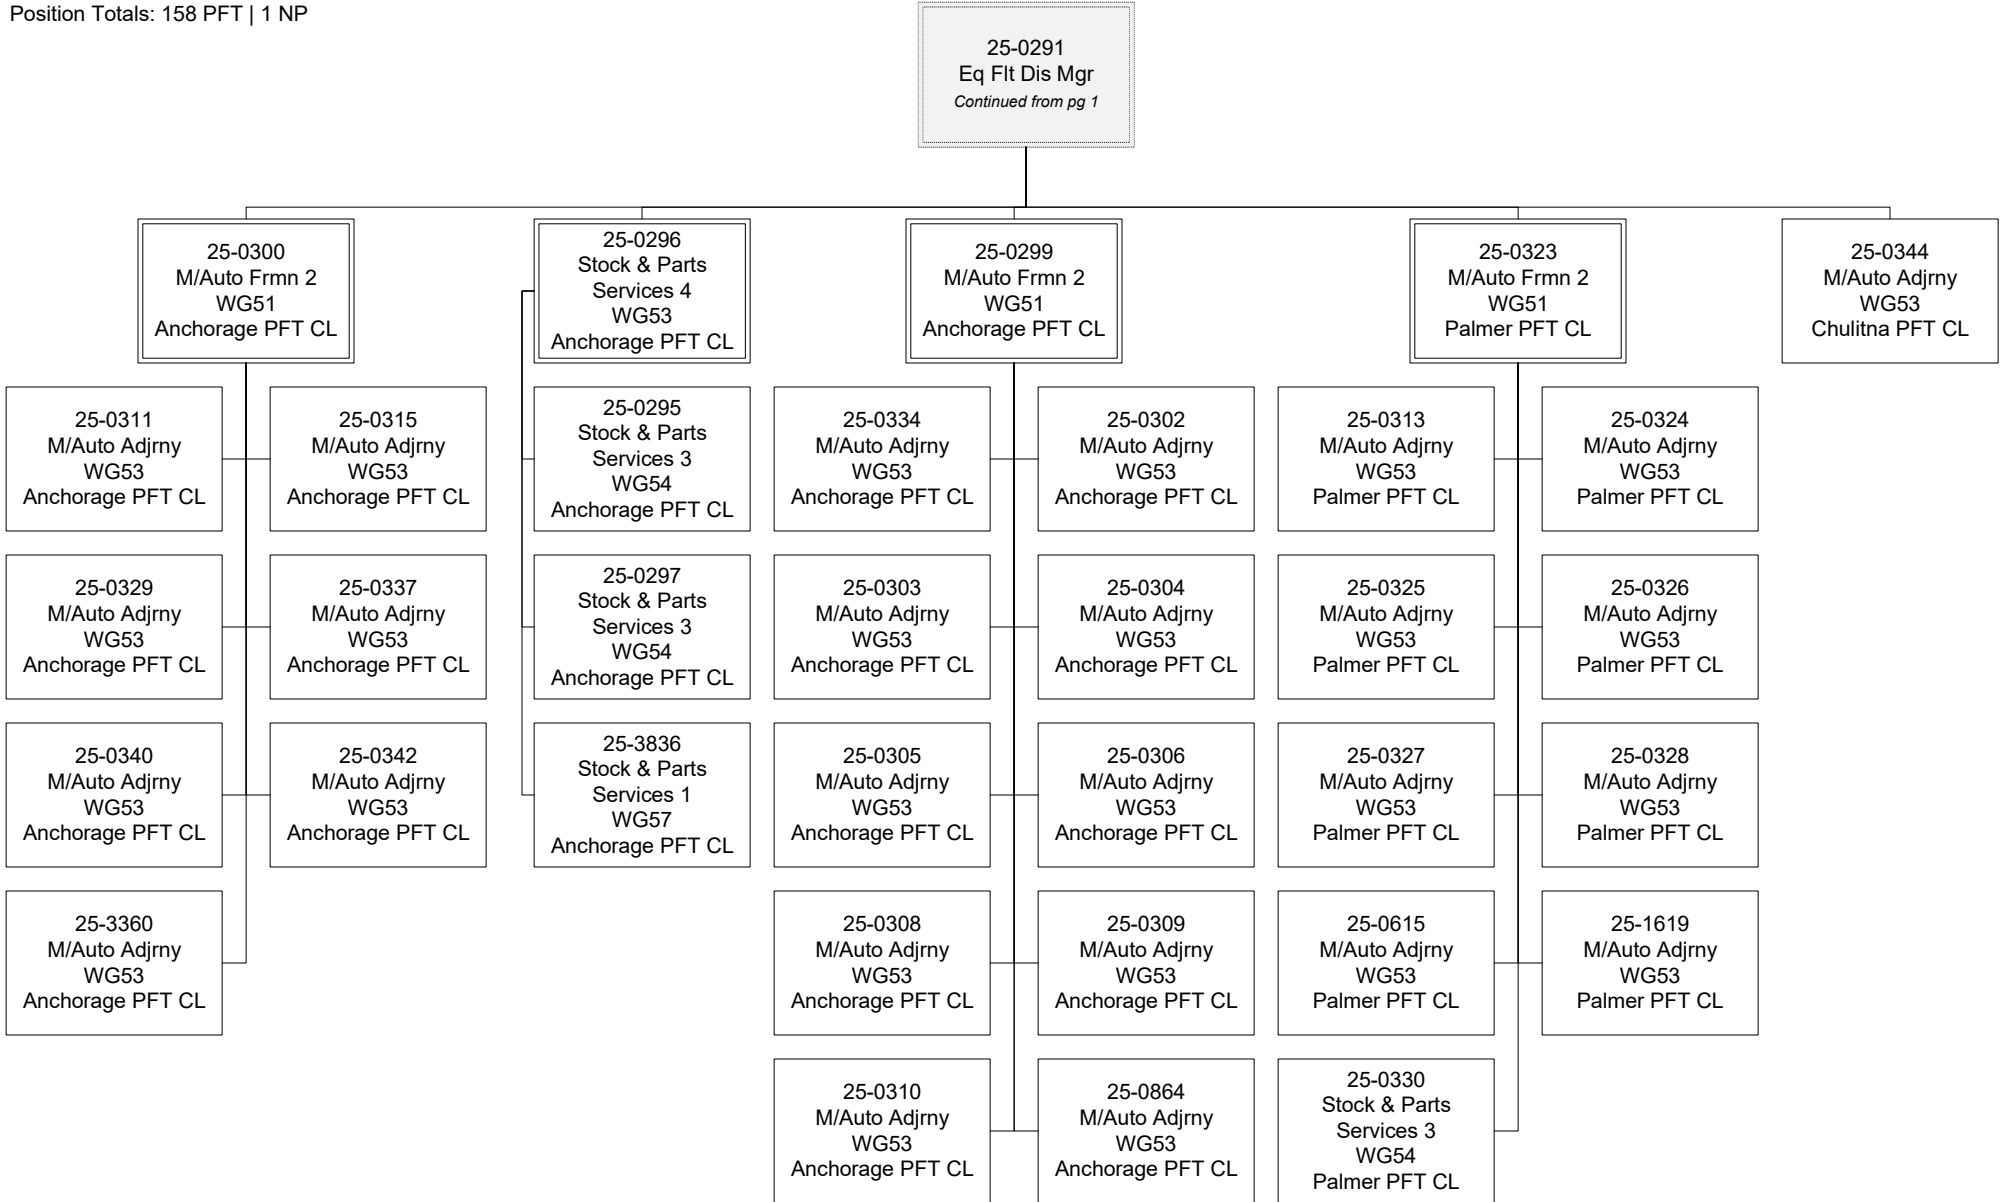 Position Totals: 158 PFT | 1 NP
25-0291
Eq Flt Dis Mgr
Continued from pg 1
25-0300
M/Auto Frmn 2
WG51
Anchorage PFT CL
25-0296
Stock & Parts
Services 4
WG53
Anchorage PFT CL
25-0299
M/Auto Frmn 2
WG51
Anchorage PFT CL
25-0323
M/Auto Frmn 2
WG51
Palmer PFT CL
25-0344
M/Auto Adjrny
WG53
Chulitna PFT CL
25-0311
M/Auto Adjrny
WG53
Anchorage PFT CL
25-0315
M/Auto Adjrny
WG53
Anchorage PFT CL
25-0295
Stock & Parts
Services 3
WG54
Anchorage PFT CL
25-0334
M/Auto Adjrny
WG53
Anchorage PFT CL
25-0302
M/Auto Adjrny
WG53
Anchorage PFT CL
25-0313
M/Auto Adjrny
WG53
Palmer PFT CL
25-0324
M/Auto Adjrny
WG53
Palmer PFT CL
25-0329
M/Auto Adjrny
WG53
Anchorage PFT CL
25-0337
M/Auto Adjrny
WG53
Anchorage PFT CL
25-0297
Stock & Parts
Services 3
WG54
Anchorage PFT CL
25-0303
M/Auto Adjrny
WG53
Anchorage PFT CL
25-0304
M/Auto Adjrny
WG53
Anchorage PFT CL
25-0325
M/Auto Adjrny
WG53
Palmer PFT CL
25-0326
M/Auto Adjrny
WG53
Palmer PFT CL
25-0340
M/Auto Adjrny
WG53
Anchorage PFT CL
25-0342
M/Auto Adjrny
WG53
Anchorage PFT CL
25-3836
Stock & Parts
Services 1
WG57
Anchorage PFT CL
25-0305
M/Auto Adjrny
WG53
Anchorage PFT CL
25-0306
M/Auto Adjrny
WG53
Anchorage PFT CL
25-0327
M/Auto Adjrny
WG53
Palmer PFT CL
25-0328
M/Auto Adjrny
WG53
Palmer PFT CL
25-3360
M/Auto Adjrny
WG53
Anchorage PFT CL
25-0308
M/Auto Adjrny
WG53
Anchorage PFT CL
25-0309
M/Auto Adjrny
WG53
Anchorage PFT CL
25-0615
M/Auto Adjrny
WG53
Palmer PFT CL
25-1619
M/Auto Adjrny
WG53
Palmer PFT CL
25-0310
M/Auto Adjrny
WG53
Anchorage PFT CL
25-0864
M/Auto Adjrny
WG53
Anchorage PFT CL
25-0330
Stock & Parts
Services 3
WG54
Palmer PFT CL